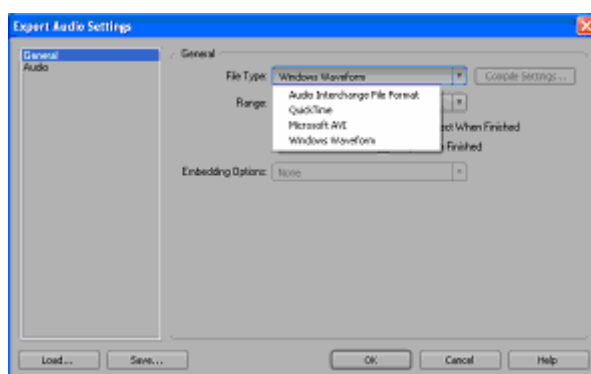 Export Audio Settings
General
Audio
General
File Type: Windows Waveform
Compile Settings ...
Audio Interchange File Format
Range:
QuickTime
Microsoft AVI
ect When Finished
Windows Waveform
Finished
Embedding Options: None
Load...
Save...
OK
Cancel
Help